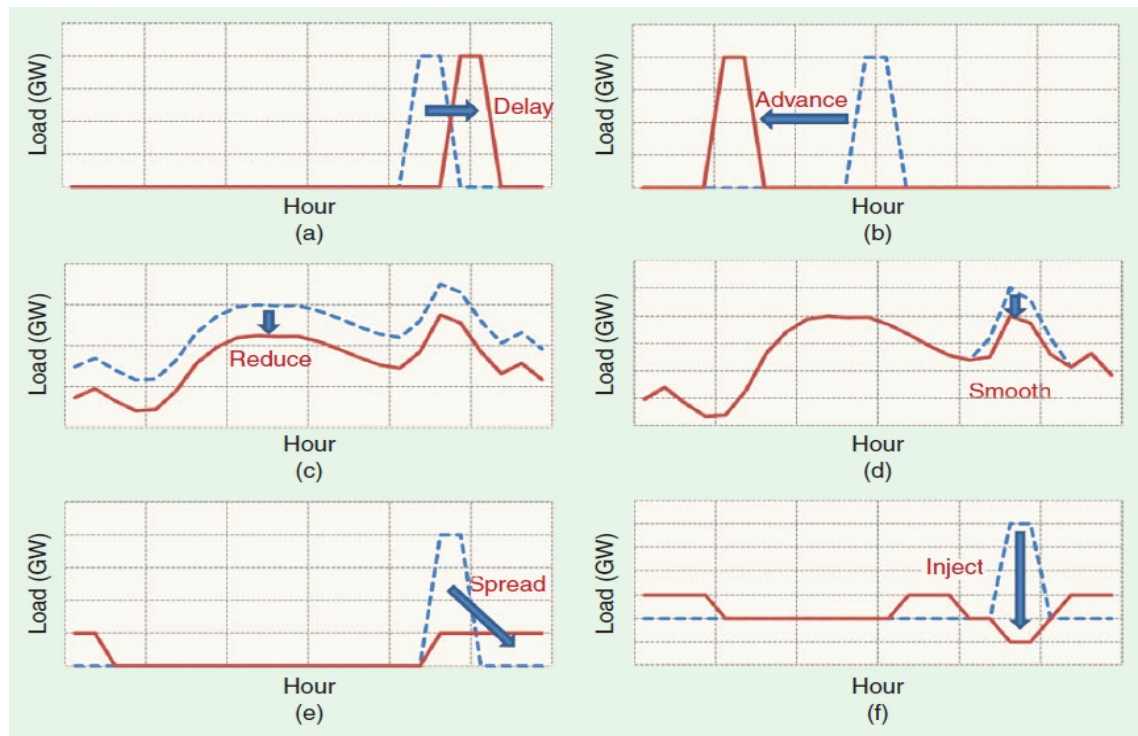 Load (GW)
Delay
Hour
(a)
Load (GW)
Advance
Hour
(b)
Load (GW)
Reduce
Hour
(c)
Load (GW)
Smooth
Hour
(d)
Load (GW)
Spread
Hour
(e)
Load (GW)
Inject
Hour
(f)